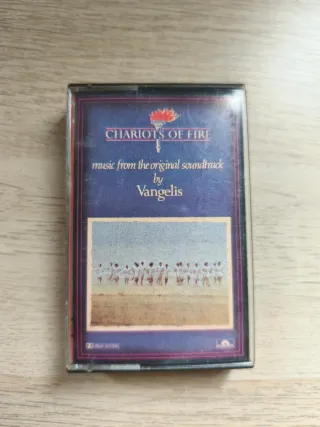 CHARIOTS OF FIRE
music from the original soundtrack
by
Vangelis